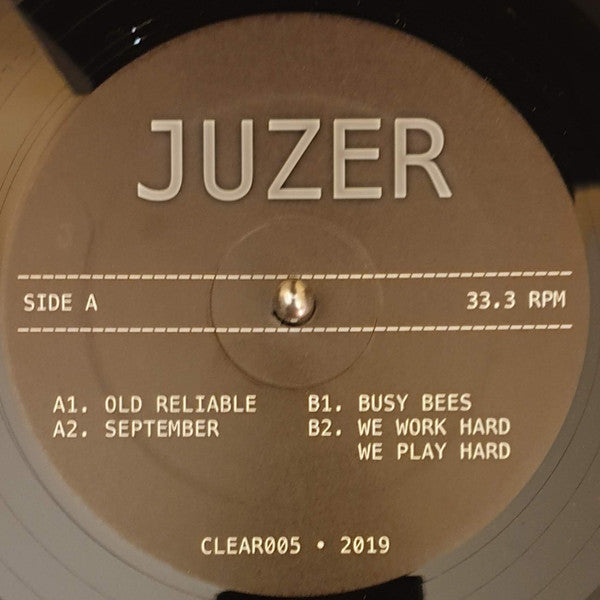 JUZER
SIDE A 33.3 RPM
A1. OLD RELIABLE
A2. SEPTEMBER
B1. BUSY BEES
B2. WE WORK HARD
WE PLAY HARD
CLEAR005 • 2019